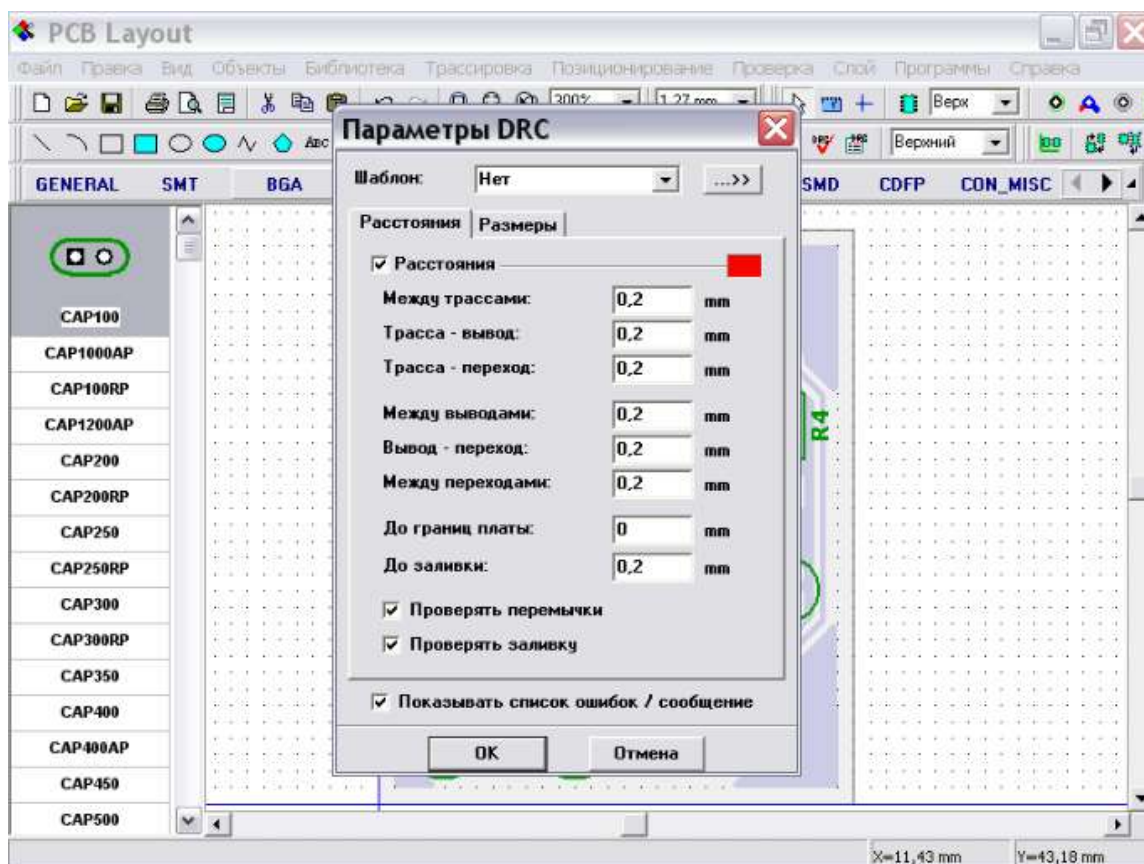 PCB Layout
Файл Правка Вид Объекты Библиотека Трассировка Позиционирование Проверка Слой Программы Справка
300% 1.27 mm Верх
ABC Верхний
GENERAL SMT BGA SMD CDFP CON_MISC
CAP100
CAP1000AP
CAP100RP
CAP1200AP
CAP200
CAP200RP
CAP250
CAP250RP
CAP300
CAP300RP
CAP350
CAP400
CAP400AP
CAP450
CAP500
Параметры DRC
Шаблон: Нет ...>>
Расстояния Размеры
Расстояния
Между трассами: 0,2 mm
Трасса - вывод: 0,2 mm
Трасса - переход: 0,2 mm
Между выводами: 0,2 mm
Вывод - переход: 0,2 mm
Между переходами: 0,2 mm
До границ платы: 0 mm
До заливки: 0,2 mm
Проверять перемычки
Проверять заливку
Показывать список ошибок / сообщение
OK Отмена
R4
X=11,43 mm Y=43,18 mm